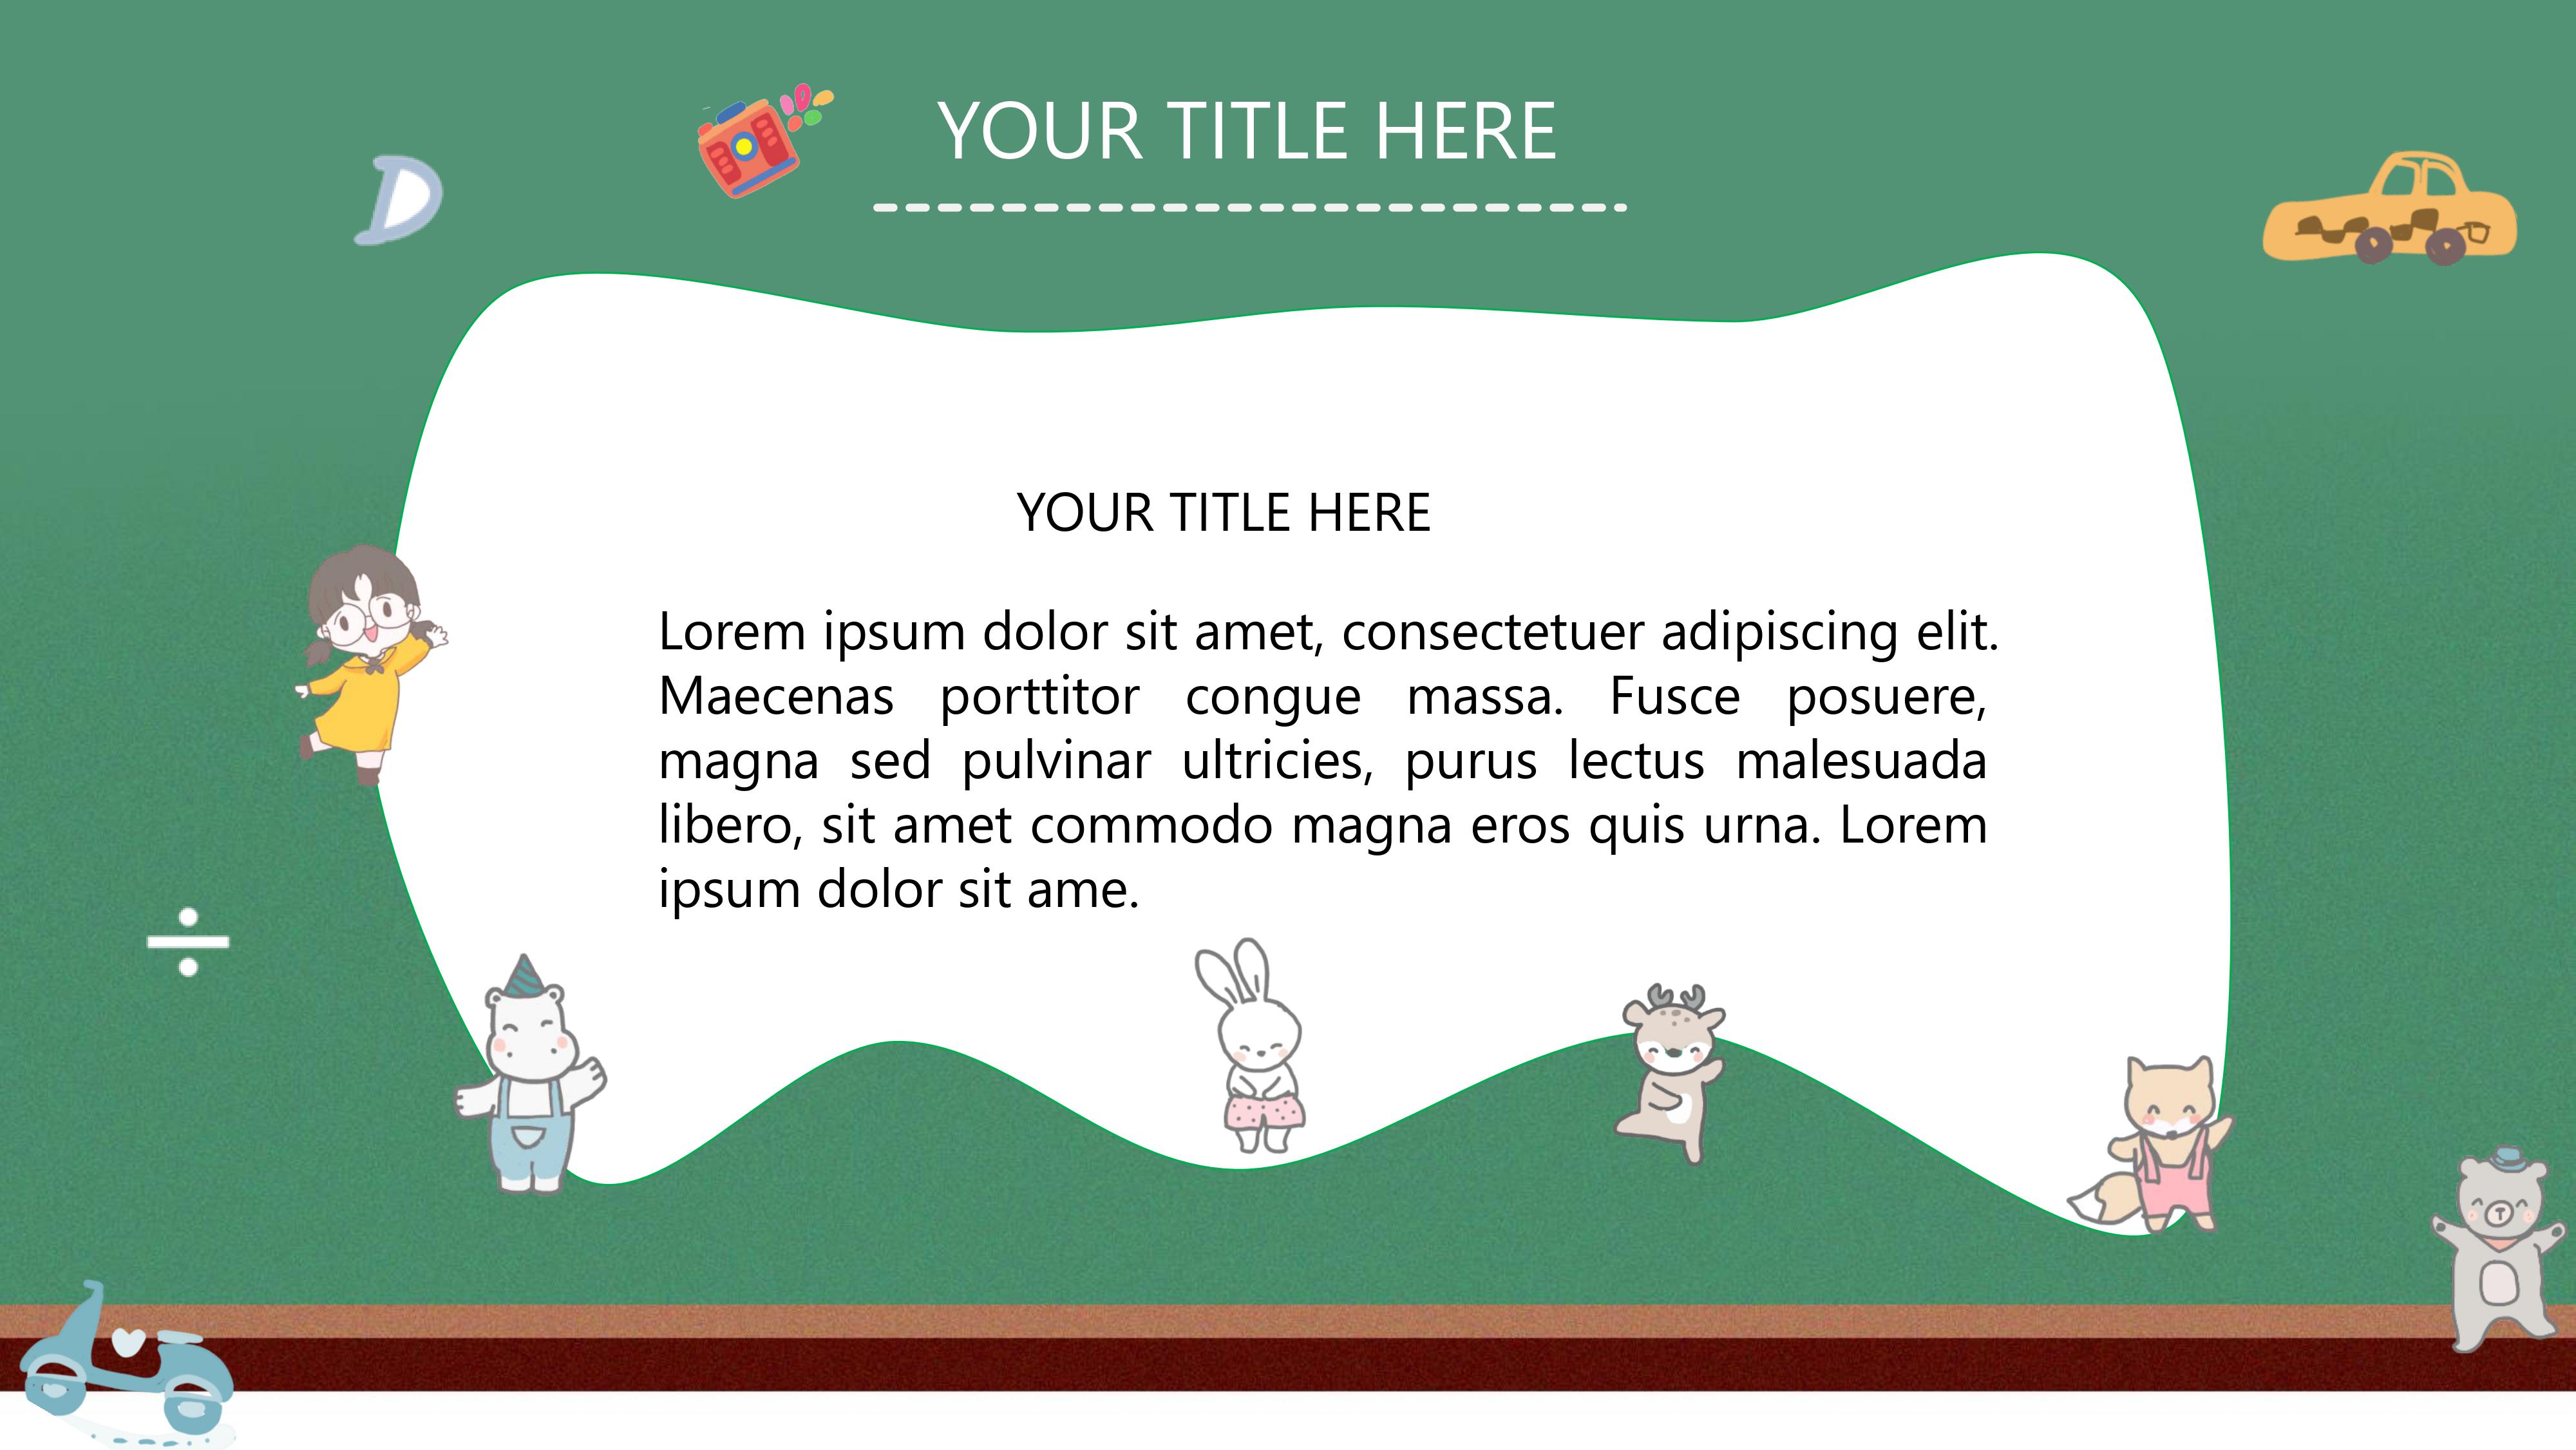 YOUR TITLE HERE
D
YOUR TITLE HERE
Lorem ipsum dolor sit amet, consectetuer adipiscing elit.
Maecenas porttitor congue massa. Fusce posuere,
magna sed pulvinar ultricies, purus lectus malesuada
libero, sit amet commodo magna eros quis urna. Lorem
ipsum dolor sit ame.
÷